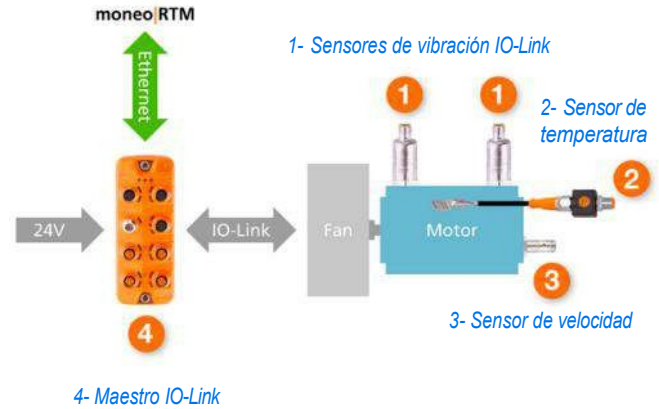 moneo|RTM
Ethernet
1- Sensores de vibración IO-Link
1
1
2- Sensor de
temperatura
2
24V
IO-Link
Fan
Motor
3
3- Sensor de velocidad
4
4- Maestro IO-Link